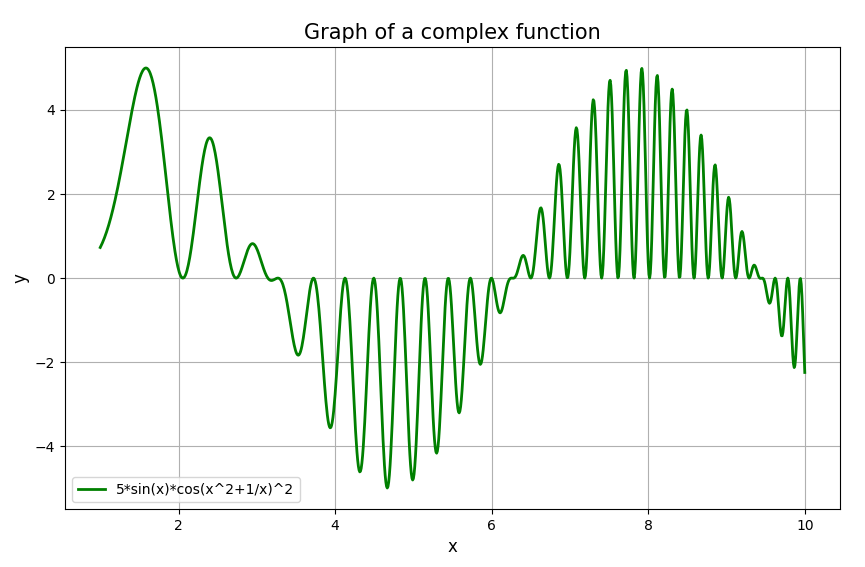 Graph of a complex function
y
4
2
0
−2
−4
5*sin(x)*cos(x^2+1/x)^2
2 4 6 8 10
x